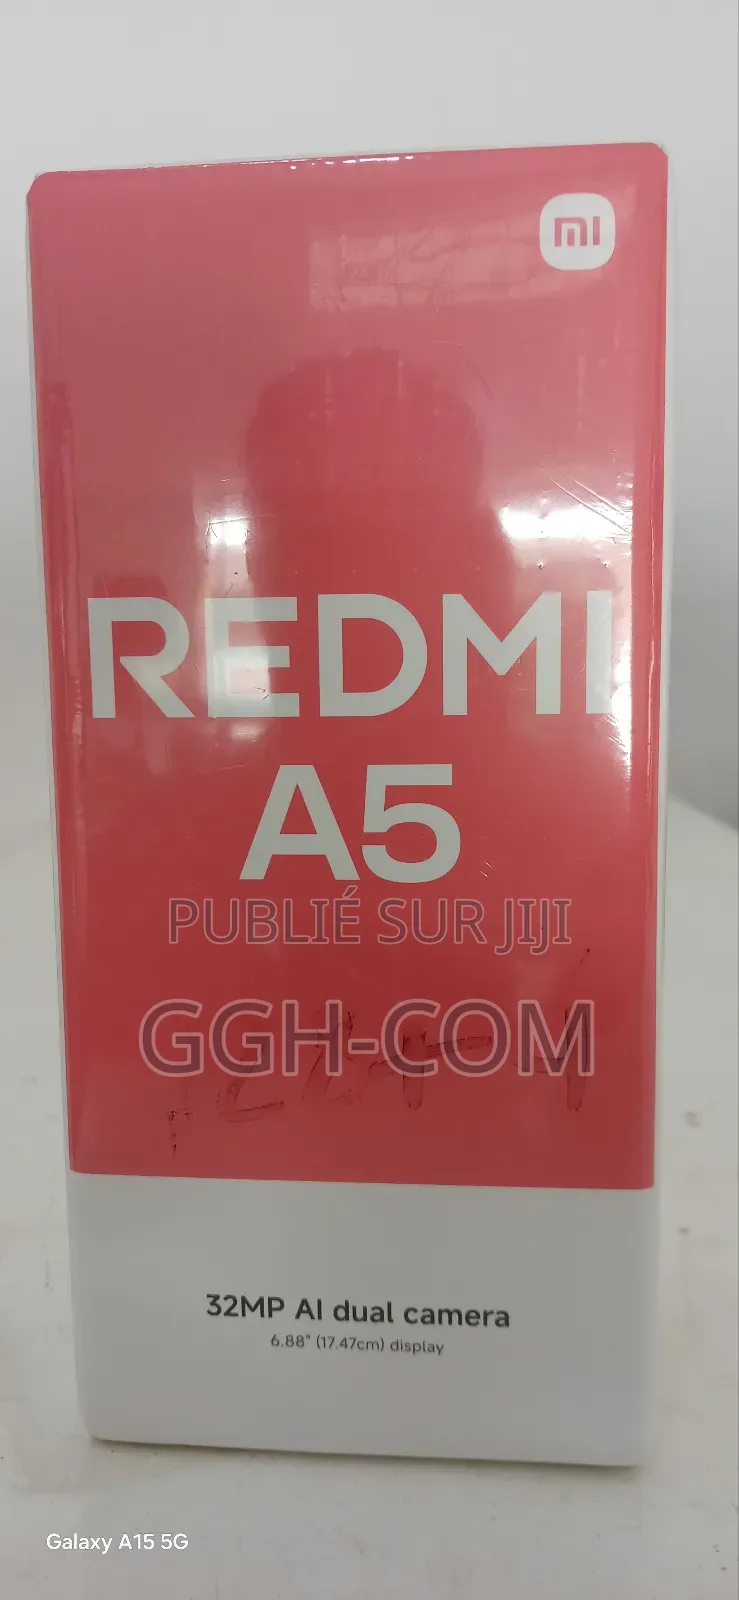 mi
REDMI
A5
PUBLIÉ SUR JIJI
GGH-COM
32MP AI dual camera
6.88" (17.47cm) display
Galaxy A15 5G